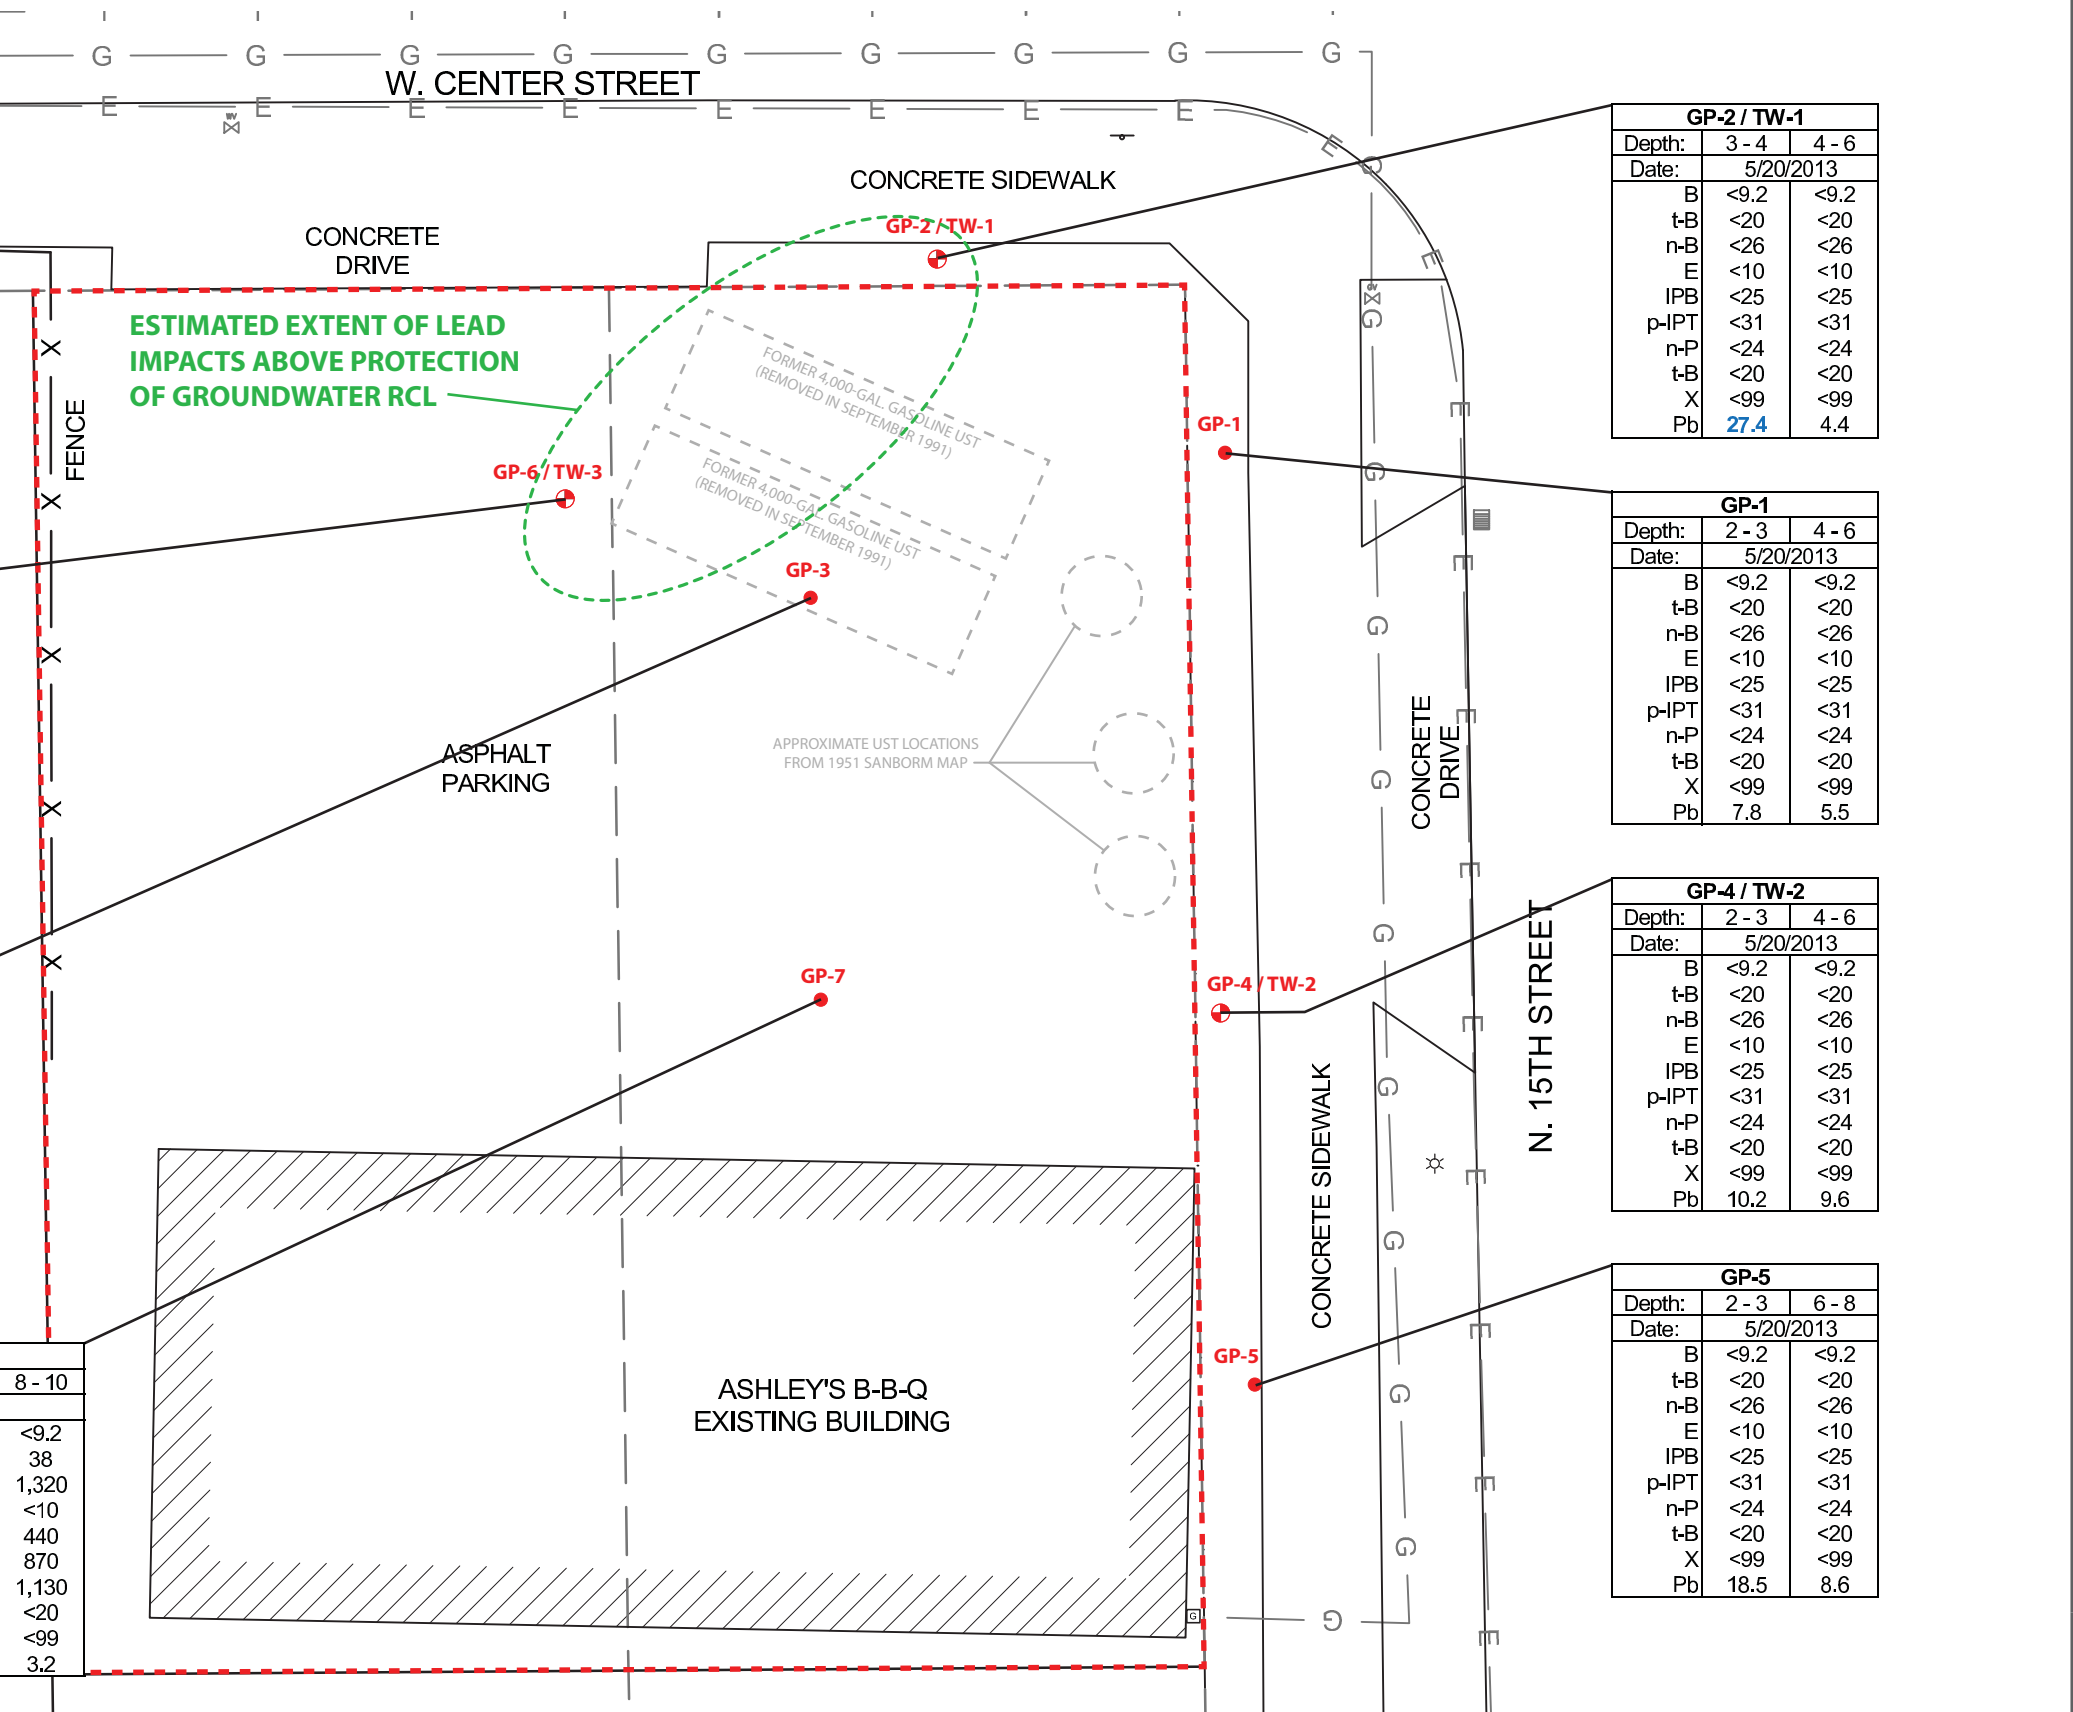 G G G G G G G G G
W. CENTER STREET
E E E E E E E E
WV
CONCRETE SIDEWALK
GP-2 / TW-1
CONCRETE
DRIVE
ESTIMATED EXTENT OF LEAD
IMPACTS ABOVE PROTECTION
OF GROUNDWATER RCL
FENCE
X
X
X
X
X
FORMER 4,000-GAL. GASOLINE UST
(REMOVED IN SEPTEMBER 1991)
FORMER 4,000-GAL. GASOLINE UST
(REMOVED IN SEPTEMBER 1991)
GP-1
GP-6 / TW-3
GP-3
ASPHALT
PARKING
APPROXIMATE UST LOCATIONS
FROM 1951 SANBORM MAP
CONCRETE
DRIVE
GP-7
GP-4 / TW-2
N. 15TH STREET
CONCRETE SIDEWALK
GP-5
ASHLEY'S B-B-Q
EXISTING BUILDING
G
E
E
E
E
E
E
E
E
E
E
E
G
G
G
G
G
G
G
G
G
G
G
G
GP-2 / TW-1
Depth: 3 - 4 4 - 6
Date: 5/20/2013
B <9.2 <9.2
t-B <20 <20
n-B <26 <26
E <10 <10
IPB <25 <25
p-IPT <31 <31
n-P <24 <24
t-B <20 <20
X <99 <99
Pb 27.4 4.4
GP-1
Depth: 2 - 3 4 - 6
Date: 5/20/2013
B <9.2 <9.2
t-B <20 <20
n-B <26 <26
E <10 <10
IPB <25 <25
p-IPT <31 <31
n-P <24 <24
t-B <20 <20
X <99 <99
Pb 7.8 5.5
GP-4 / TW-2
Depth: 2 - 3 4 - 6
Date: 5/20/2013
B <9.2 <9.2
t-B <20 <20
n-B <26 <26
E <10 <10
IPB <25 <25
p-IPT <31 <31
n-P <24 <24
t-B <20 <20
X <99 <99
Pb 10.2 9.6
GP-5
Depth: 2 - 3 6 - 8
Date: 5/20/2013
B <9.2 <9.2
t-B <20 <20
n-B <26 <26
E <10 <10
IPB <25 <25
p-IPT <31 <31
n-P <24 <24
t-B <20 <20
X <99 <99
Pb 18.5 8.6
8 - 10
<9.2
38
1,320
<10
440
870
1,130
<20
<99
3.2